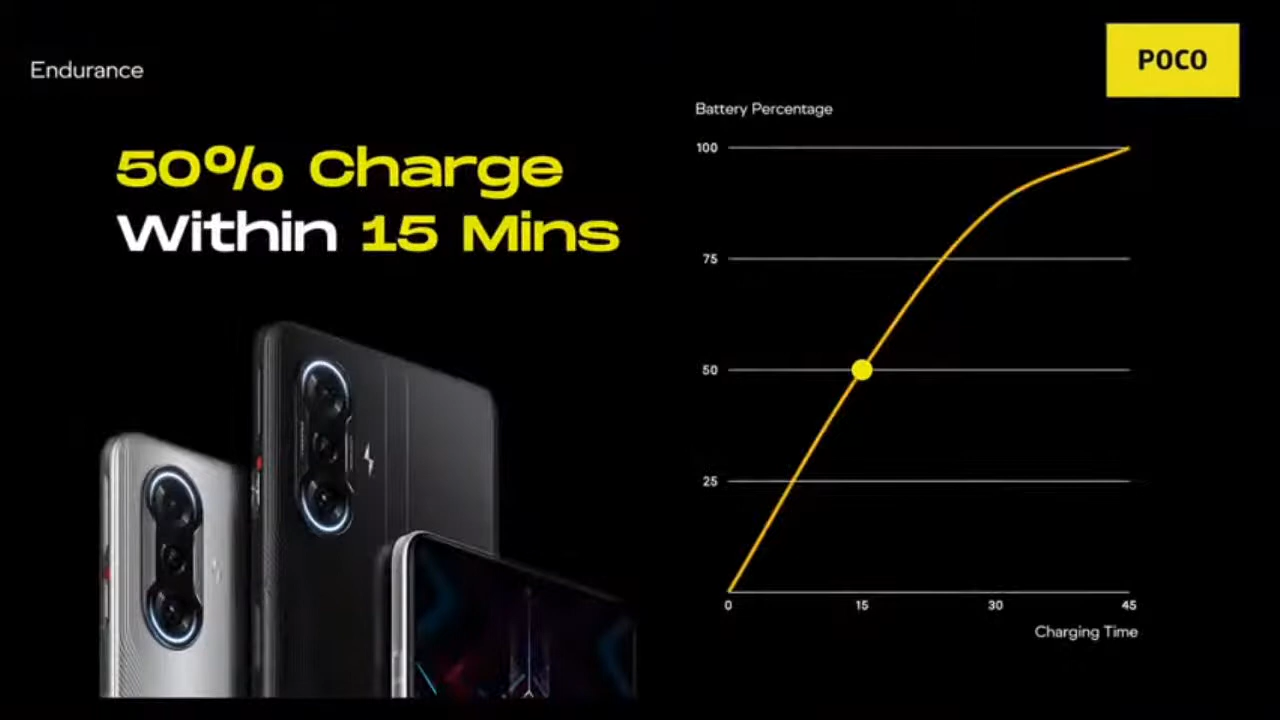 Endurance
POCO
50% Charge
Within 15 Mins
Battery Percentage
100
75
50
25
0 15 30 45
Charging Time